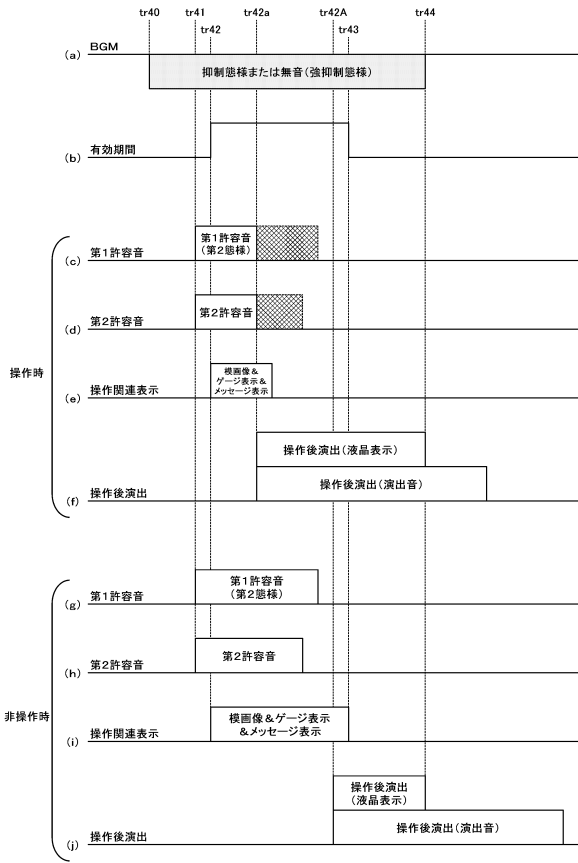 tr40 tr41 tr42a tr42A tr44
tr42 tr43
(a) BGM
抑制態様または無音(強抑制態様)
(b) 有効期間
操作時
(c) 第1許容音
第1許容音
(第2態様)
(d) 第2許容音
第2許容音
(e) 操作関連表示
模画像&
ゲージ表示&
メッセージ表示
(f) 操作後演出
操作後演出(液晶表示)
操作後演出(演出音)
非操作時
(g) 第1許容音
第1許容音
(第2態様)
(h) 第2許容音
第2許容音
(i) 操作関連表示
模画像&ゲージ表示
&メッセージ表示
(j) 操作後演出
操作後演出
(液晶表示)
操作後演出(演出音)